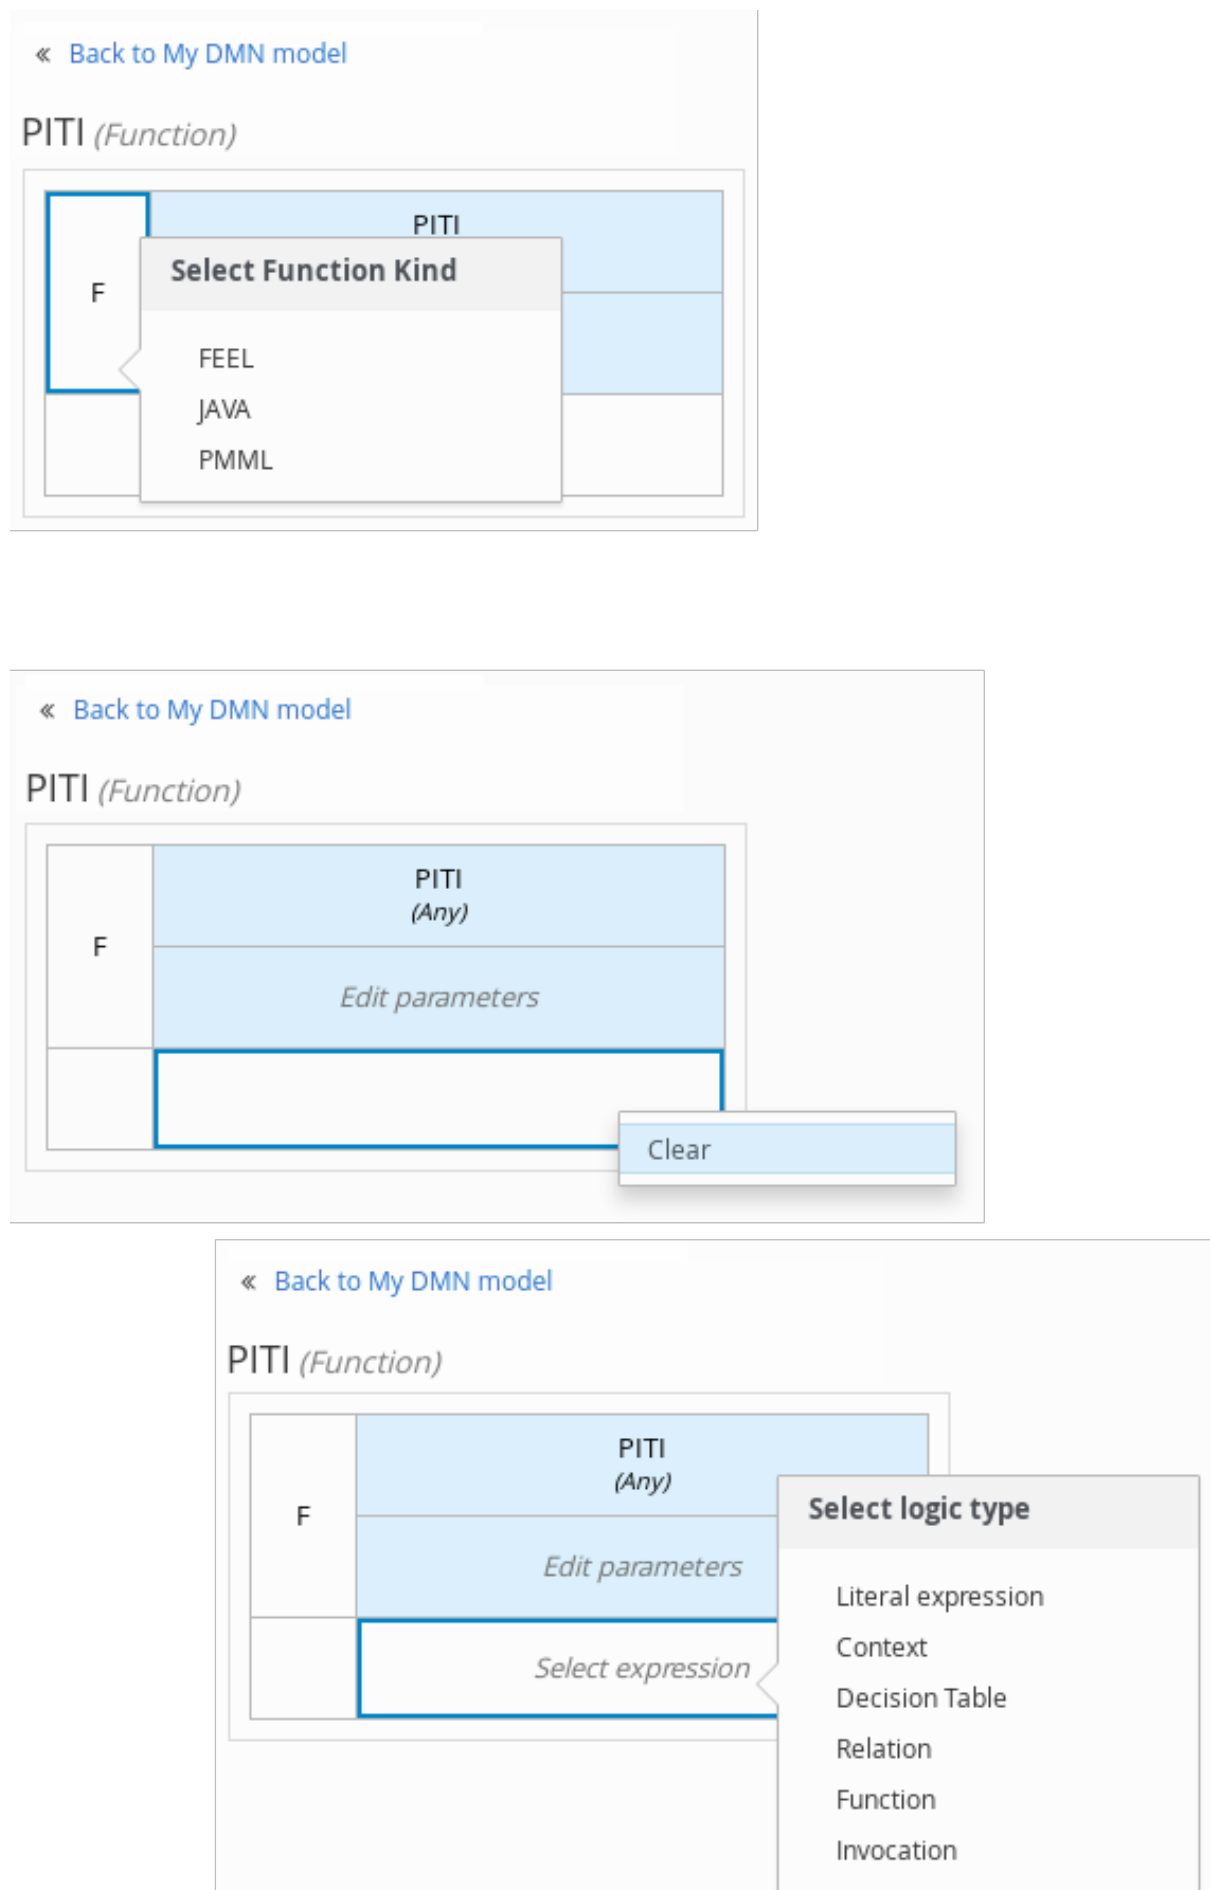 « Back to My DMN model
PITI (Function)
PITI
F
Select Function Kind
FEEL
JAVA
PMML
« Back to My DMN model
PITI (Function)
PITI
(Any)
F
Edit parameters
Clear
« Back to My DMN model
PITI (Function)
PITI
(Any)
F
Edit parameters
Select expression
Select logic type
Literal expression
Context
Decision Table
Relation
Function
Invocation